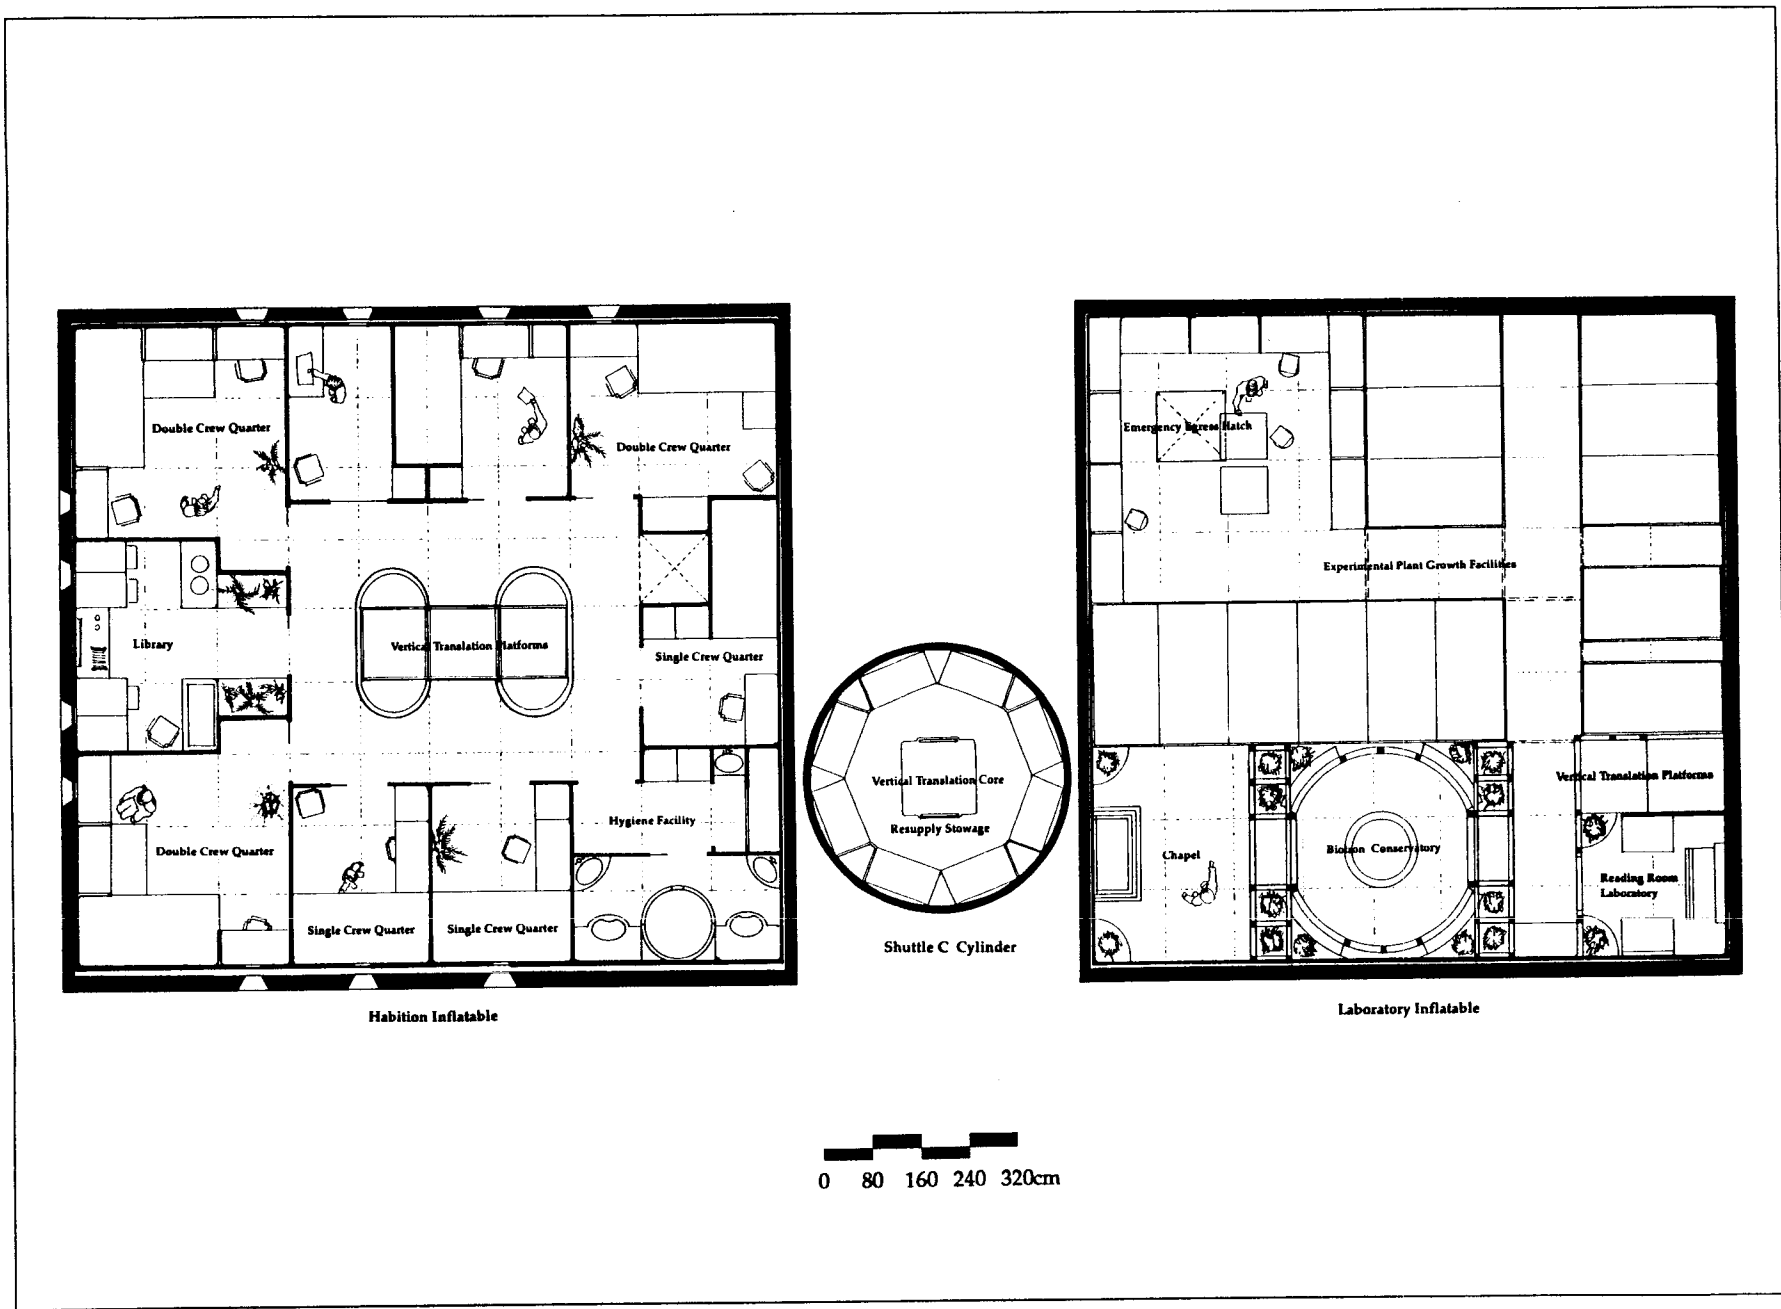 Double Crew Quarter
Double Crew Quarter
Library
Vertical Translation Platforms
Single Crew Quarter
Double Crew Quarter
Hygiene Facility
Single Crew Quarter
Single Crew Quarter
Habition Inflatable
Vertical Translation Core
Resupply Stowage
Shuttle C Cylinder
Emergency Egress Hatch
Experimental Plant Growth Facilities
Vertical Translation Platforms
Chapel
Biotron Conservatory
Reading Room
Laboratory
Laboratory Inflatable
0 80 160 240 320cm